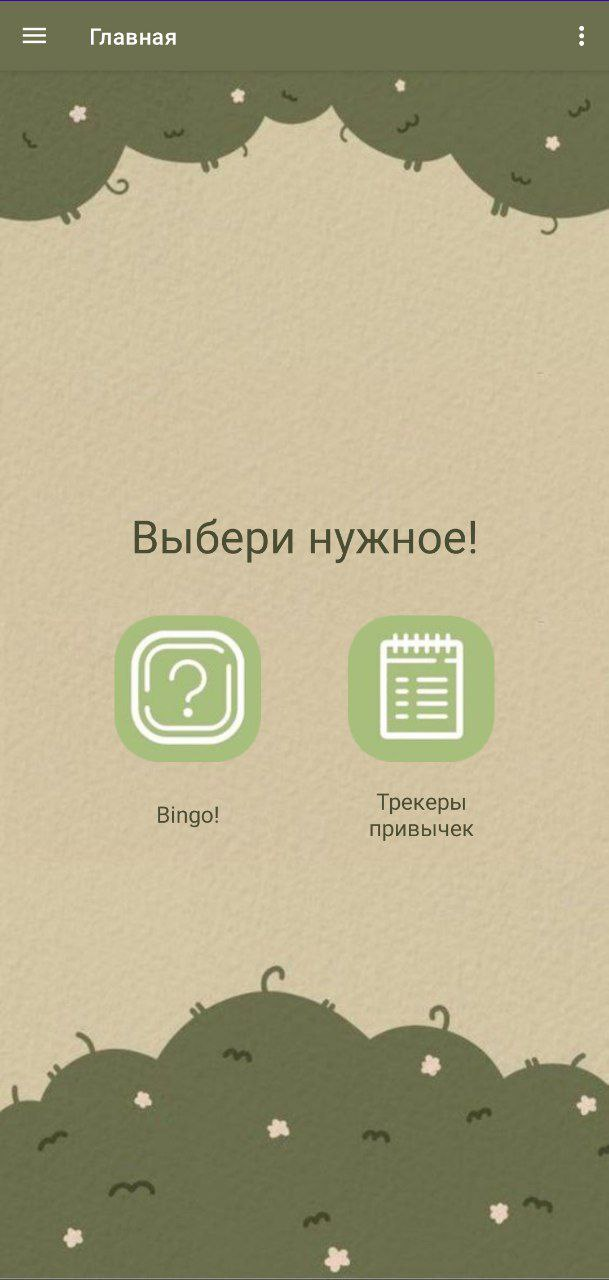 Главная
Выбери нужное!
Bingo!
Трекеры
привычек